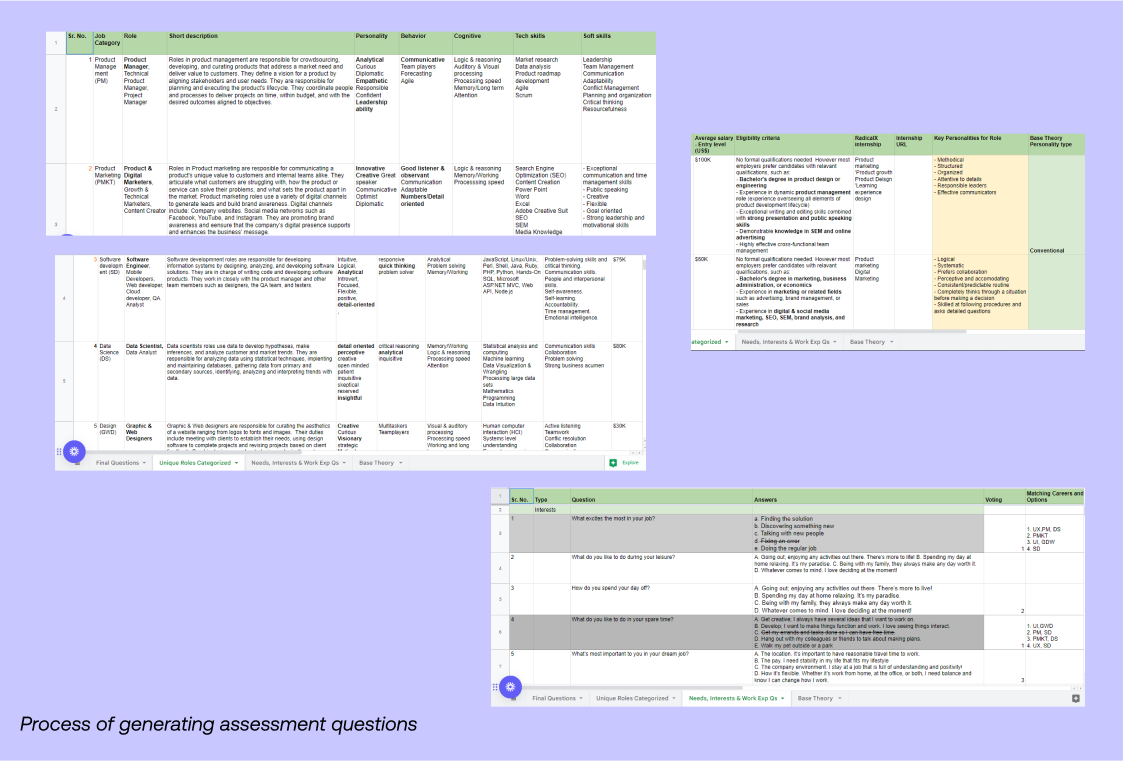 Sr. No. Job Category Role Short description Personality Behavior Cognitive Tech skills Soft skills
1 Product Manage ment (PM)
Product Manager, Technical Product Manager, Project Manager
Roles in product management are responsible for crowdsourcing,
developing, and curating products that address a market need and
deliver value to customers. They define a vision for a product by
aligning stakeholders and user needs. They are responsible for
planning and executing the product's lifecycle. They coordinate people
and processes to deliver projects on time, within budget, and with the
desired outcomes aligned to objectives.
Analytical
Curious
Diplomatic
Empathetic
Responsible
Confident
Leadership
ability
Communicative
Team players
Forecasting
Agile
Logic & reasoning
Auditory & Visual
processing
Processing speed
Memory/Long term
Attention
Market research
Data analysis
Product roadmap
development
Agile
Scrum
Leadership
Team Management
Communication
Adaptability
Conflict Management
Planning and organization
Critical thinking
Resourcefulness
2 Product Marketing (PMKT)
Product &
Digital
Marketers,
Growth &
Technical
Marketers,
Content Creator
Roles in Product marketing are responsible for communicating a
product's unique value to customers and internal teams alike. They
articulate what customers are struggling with, how the product or
service can solve their problems, and what sets the product apart in
the market. Product marketing roles use a variety of digital channels
to generate leads and build brand awareness. Digital channels
include: Company websites. Social media networks such as
Facebook, YouTube, and Instagram. They are promoting brand
awareness and ensure that the company's digital presence supports
and enhances the business' message.
Innovative
Creative Great
speaker
Communicative
Optimist
Diplomatic
Good listener &
observant
Communication
Adaptable
Numbers/Detail
oriented
Logic & reasoning
Memory/Working
Processsing speed
Search Engine
Optimization (SEO)
Content Creation
Power Point
Word
Excel
Adobe Creative Suit
SEO
SEM
Media Knowledge
- Exceptional
communication and time
management skills
- Public speaking
- Creative
- Flexible
- Goal oriented
- Strong leadership and
motivational skills
3 Software developm ent (SD)
Software
Engineer,
Mobile
Developers,
Web developer,
Cloud
developer, QA
Analyst
Software developmnent roles are responsible for developing
information systems by designing, analyzing, and developing software
solutions. They are in charge of writing code and developing software
products. They work in closely with the product manager and other
team members such as designers, the QA team, and testers.
Intuitive,
Logical,
Analytical
Introvert,
Focused,
Flexible,
positive,
detail-oriented
.
responsive
quick thinking
problem solver
Analytical
Problem solving
Memory/Working
JavaScript, Linux/Unix,
Perl, Shell, Java, Ruby,
PHP, Python, Hands-On
SQL, Microsoft
ASP.NET MVC, Web
API, Node.js
Problem-solving skills and
critical thinking
Communication skills.
People and interpersonal
skills.
Self-awareness.
Self-learning
Accountability.
Time management.
Emotional intelligence.
$75K
4 Data Science (DS)
Data Scientist,
Data Analyst
Data scientists roles use data to develop hypotheses, make
inferences, and analyze customer and market trends. They are
responsible for analyzing data using statistical techniques, implementing
and maintaining databases, gathering data from primary and
secondary sources, identifying, analyzing and interpreting trends with
data.
detail oriented
perceptive
creative
open minded
patient
inquisitive
skeptical
reserved
insightful
critical reasoning
analytical
inquisitive
Memory/Working
Logic & reasoning
Processing speed
Attention
Statistical analysis and
computing
Machine learning
Data Visualization &
Wrangling
Processing large data
sets
Mathematics
Programming
Data Intuition
Communication skills
Collaboration
Problem solving
Strong business acumen
$80K
5 Design (GWD)
Graphic &
Web
Designers
Graphic & Web designers are responsible for curating the aesthetics
of a website ranging from logos to fonts and images. Their duties
include meeting with clients to establish their needs, using design
software to complete projects and revising projects based on client
Creative
Curious
Visionary
strategic
Multitaskers
Teamplayers
Visual & auditory
processing
Processing speed
Working and long
Human computer
interaction (HCI)
Systems level
understanding
Active listening
Teamwork
Conflic resolution
Collaboration
$30K
Final Questions Unique Roles Categorized Needs, Interests & Work Exp Qs Base Theory Explore
Average salary - Entry level (US$) Eligibility criteria RadicalX internship Internship URL Key Personalities for Role Base Theory Personality type
$100K
No formal qualifications needed. However most
employers prefer candidates with relevant
qualifications, such as:
- Bachelor's degree in product design or
engineering
- Experience in dynamic product management
role (experience overseeing all elements of
product development lifecycle)
- Exceptional writing and editing skills combined
with strong presentation and public speaking
skills
- Demonstrable knowledge in SEM and online
advertising
- Highly effective cross-functional team
management
Product
marketing
'Product growth
Product Design
'Learning
experience
design
- Methodical
- Structured
- Organized
- Attentive to details
- Responsible leaders
- Effective communicators
Conventional
$50K
No formal qualifications needed. However most
employers prefer candidates with relevant
qualifications, such as:
- Bachelor's degree in marketing, business
administration, or economics
- Experience in marketing or related fields
such as advertising, brand management, or
sales
- Experience in digital & social media
marketing, SEO, SEM, brand analysis, and
research
Product
marketing
Digital
Marketing
- Logical
- Systematic
- Prefers collaboration
- Perceptive and accomodating
- Consistent/predictable routine
- Completely thinks through a situation
before making a decision
- Skilled at following procedures and
asks detailed questions
ategorized Needs, Interests & Work Exp Qs Base Theory
Sr. No. Type Question Answers Voting Matching Careers and Options
Interests
1 What excites the most in your job?
a. Finding the solution
b. Discovering something new
c. Talking with new people
d. Fixing an error
e. Doing the regular job
1
1. UX,PM, DS
2. PMKT
3. UI, GDW
4. SD
2 What do you like to do during your leisure?
A. Going out; enjoying any activities out there. There's more to life! B. Spending my day at
home relaxing. It's my paradise. C. Being with my family, they always make any day worth it.
D. Whatever comes to mind. I love deciding at the moment!
3 How do you spend your day off?
A. Going out; enjoying any activities out there. There's more to live!
B. Spending my day at home relaxing. It's my paradise.
C. Being with my family, they always make any day worth it.
D. Whatever comes to mind. I love deciding at the moment!
2
4 What do you like to do in your spare time?
A. Get creative; I always have several ideas that I want to work on.
B. Develop; I want to make things function and work. I love seeing things interact.
C. Get my errands and tasks done so I can have free time.
D. Hang out with my colleagues or friends to talk about making plans.
E. Walk my pet outside or a park
1
1. UI,GWD
2. PM, SD
3. PMKT, DS
4. UX, SD
5 What's most important to you in your dream job?
A. The location. It's important to have reasonable travel time to work.
B. The pay. I need stability in my life that fits my lifestyle
C. The company environment. I stay at a job that is full of understanding and positivity!
D. How it's flexible. Whether it's work from home, at the office, or both, I need balance and
know I can change how I work.
3
Final Questions Unique Roles Categorized Needs, Interests & Work Exp Qs Base Theory
Process of generating assessment questions